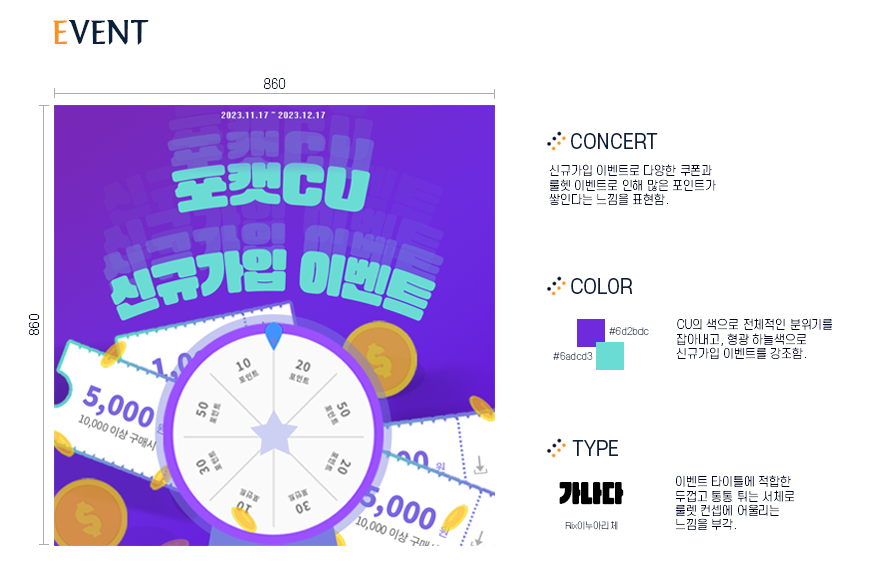 EVENT
860
860
2023.11.17 ~ 2023.12.17
포캣CU
신규가입 이벤트
1,0
5,000 원
10,000 이상 구매시
10
포인트
20
포인트
50
포인트
20
포인트
30
포인트
10
포인트
30
포인트
50
포인트
원
5,000 원
10,000 이상 구매시
CONCERT
신규가입 이벤트로 다양한 쿠폰과
룰렛 이벤트로 인해 많은 포인트가
쌓인다는 느낌을 표현함.
COLOR
#6d2bdc
#6adcd3
CU의 색으로 전체적인 분위기를
잡아내고, 형광 하늘색으로
신규가입 이벤트를 강조함.
TYPE
가나다
Rix이누아리체
이벤트 타이틀에 적합한
두껍고 통통 튀는 서체로
룰렛 컨셉에 어울리는
느낌을 부각.